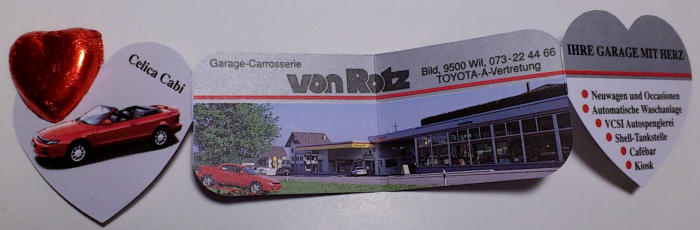 Celica Cabi
Garage-Carrosserie
von Rotz
Bild, 9500 Wil, 073-22 44 66
TOYOTA-A-Vertretung
IHRE GARAGE MIT HERZ
Neuwagen und Occasionen
Automatische Waschanlage
VCSI Autospenglerei
Shell-Tankstelle
Cafébar
Kiosk